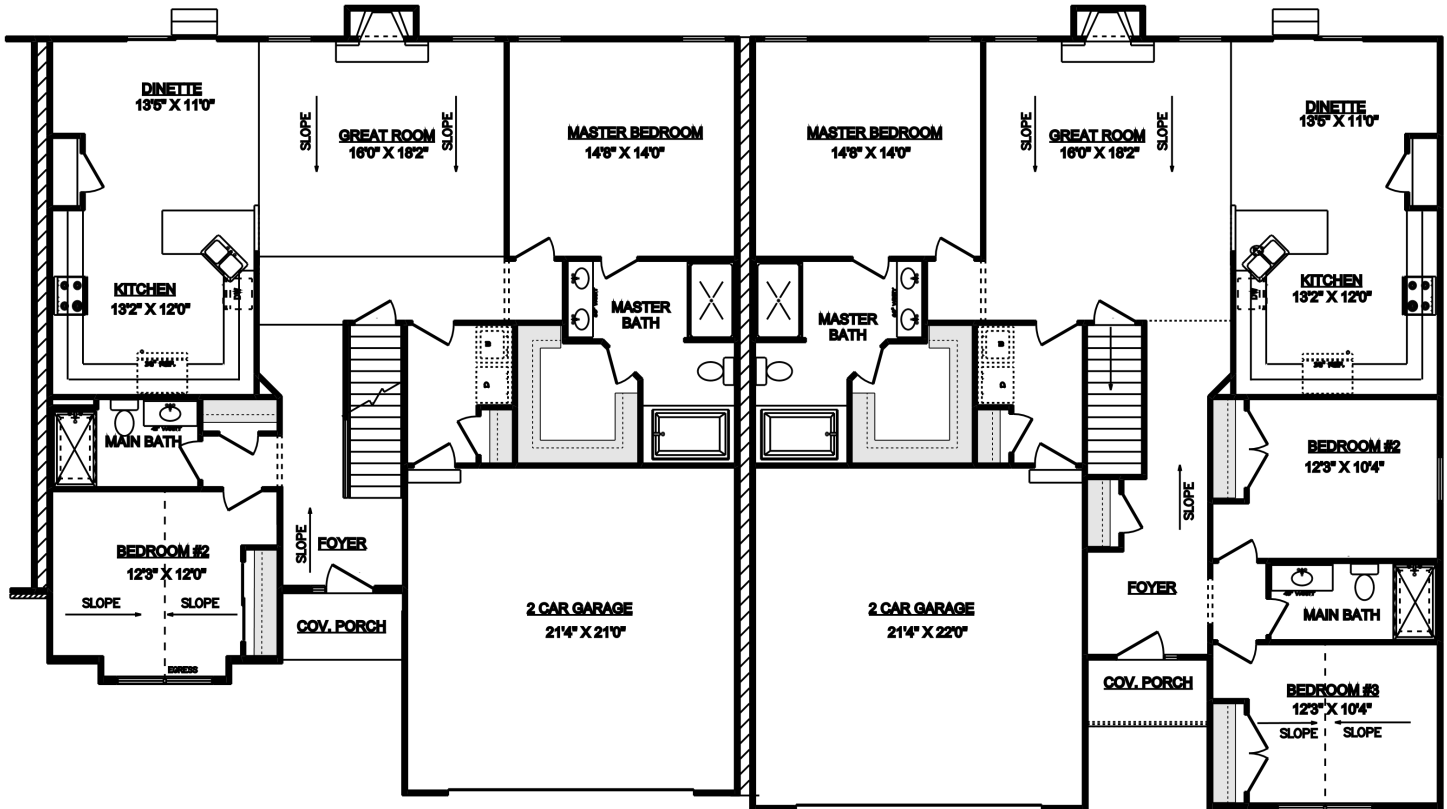 DINETTE
13'5" X 11'0"
SLOPE
GREAT ROOM
16'0" X 18'2"
SLOPE
MASTER BEDROOM
14'8" X 14'0"
KITCHEN
13'2" X 12'0"
DW
MASTER
BATH
D
MAIN BATH
BEDROOM #2
12'3" X 12'0"
SLOPE
SLOPE
EGRESS
SLOPE
FOYER
COV. PORCH
2 CAR GARAGE
21'4" X 21'0"
MASTER BEDROOM
14'8" X 14'0"
SLOPE
GREAT ROOM
16'0" X 18'2"
SLOPE
DINETTE
13'5" X 11'0"
MASTER
BATH
KITCHEN
13'2" X 12'0"
DW
D
BEDROOM #2
12'3" X 10'4"
SLOPE
FOYER
MAIN BATH
2 CAR GARAGE
21'4" X 22'0"
COV. PORCH
BEDROOM #3
12'3" X 10'4"
SLOPE
SLOPE